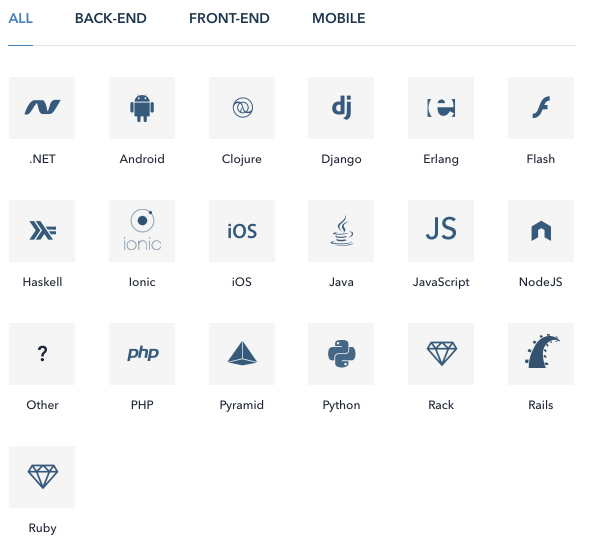 ALL BACK-END FRONT-END MOBILE
dj
.NET Android Clojure Django Erlang Flash
ionic iOS JS
Haskell Ionic iOS Java JavaScript NodeJS
? php
Other PHP Pyramid Python Rack Rails
Ruby